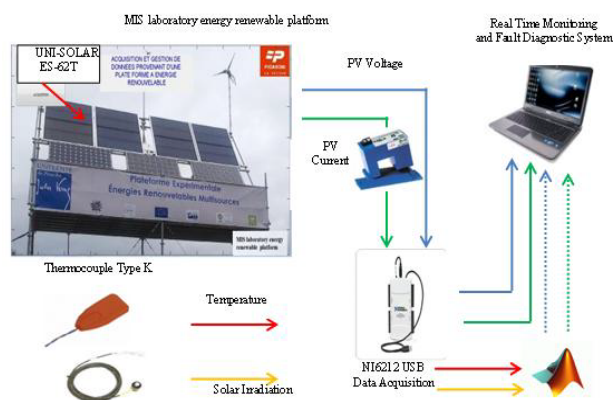 MIS laboratory energy renewable platform
Real Time Monitoring
and Fault Diagnostic System
UNI-SOLAR
ES-62T
ACQUISITION ET GESTION DE
DONNÉES PROVENANT D'UNE
PLATE FORME A ENERGIE
RENOUVELABLE
PICARDIE
PV Voltage
PV
Current
Plateforme Expérimentale
Énergies Renouvelables Multisources
MIS laboratory energy
renewable platform
Thermocouple Type K
Temperature
Solar Irradiation
NI6212 USB
Data Acquisition